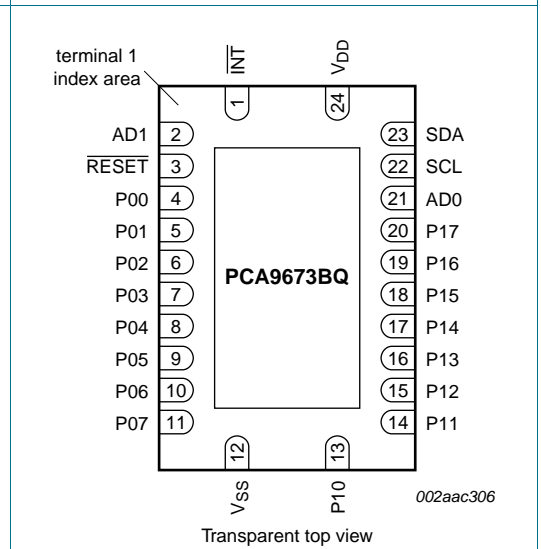 terminal 1
index area
INT
VDD
1
24
AD1 2
23 SDA
RESET 3
22 SCL
P00 4
21 AD0
P01 5
20 P17
P02 6
19 P16
PCA9673BQ
P03 7
18 P15
P04 8
17 P14
P05 9
16 P13
P06 10
15 P12
P07 11
14 P11
12
13
VSS
P10
002aac306
Transparent top view